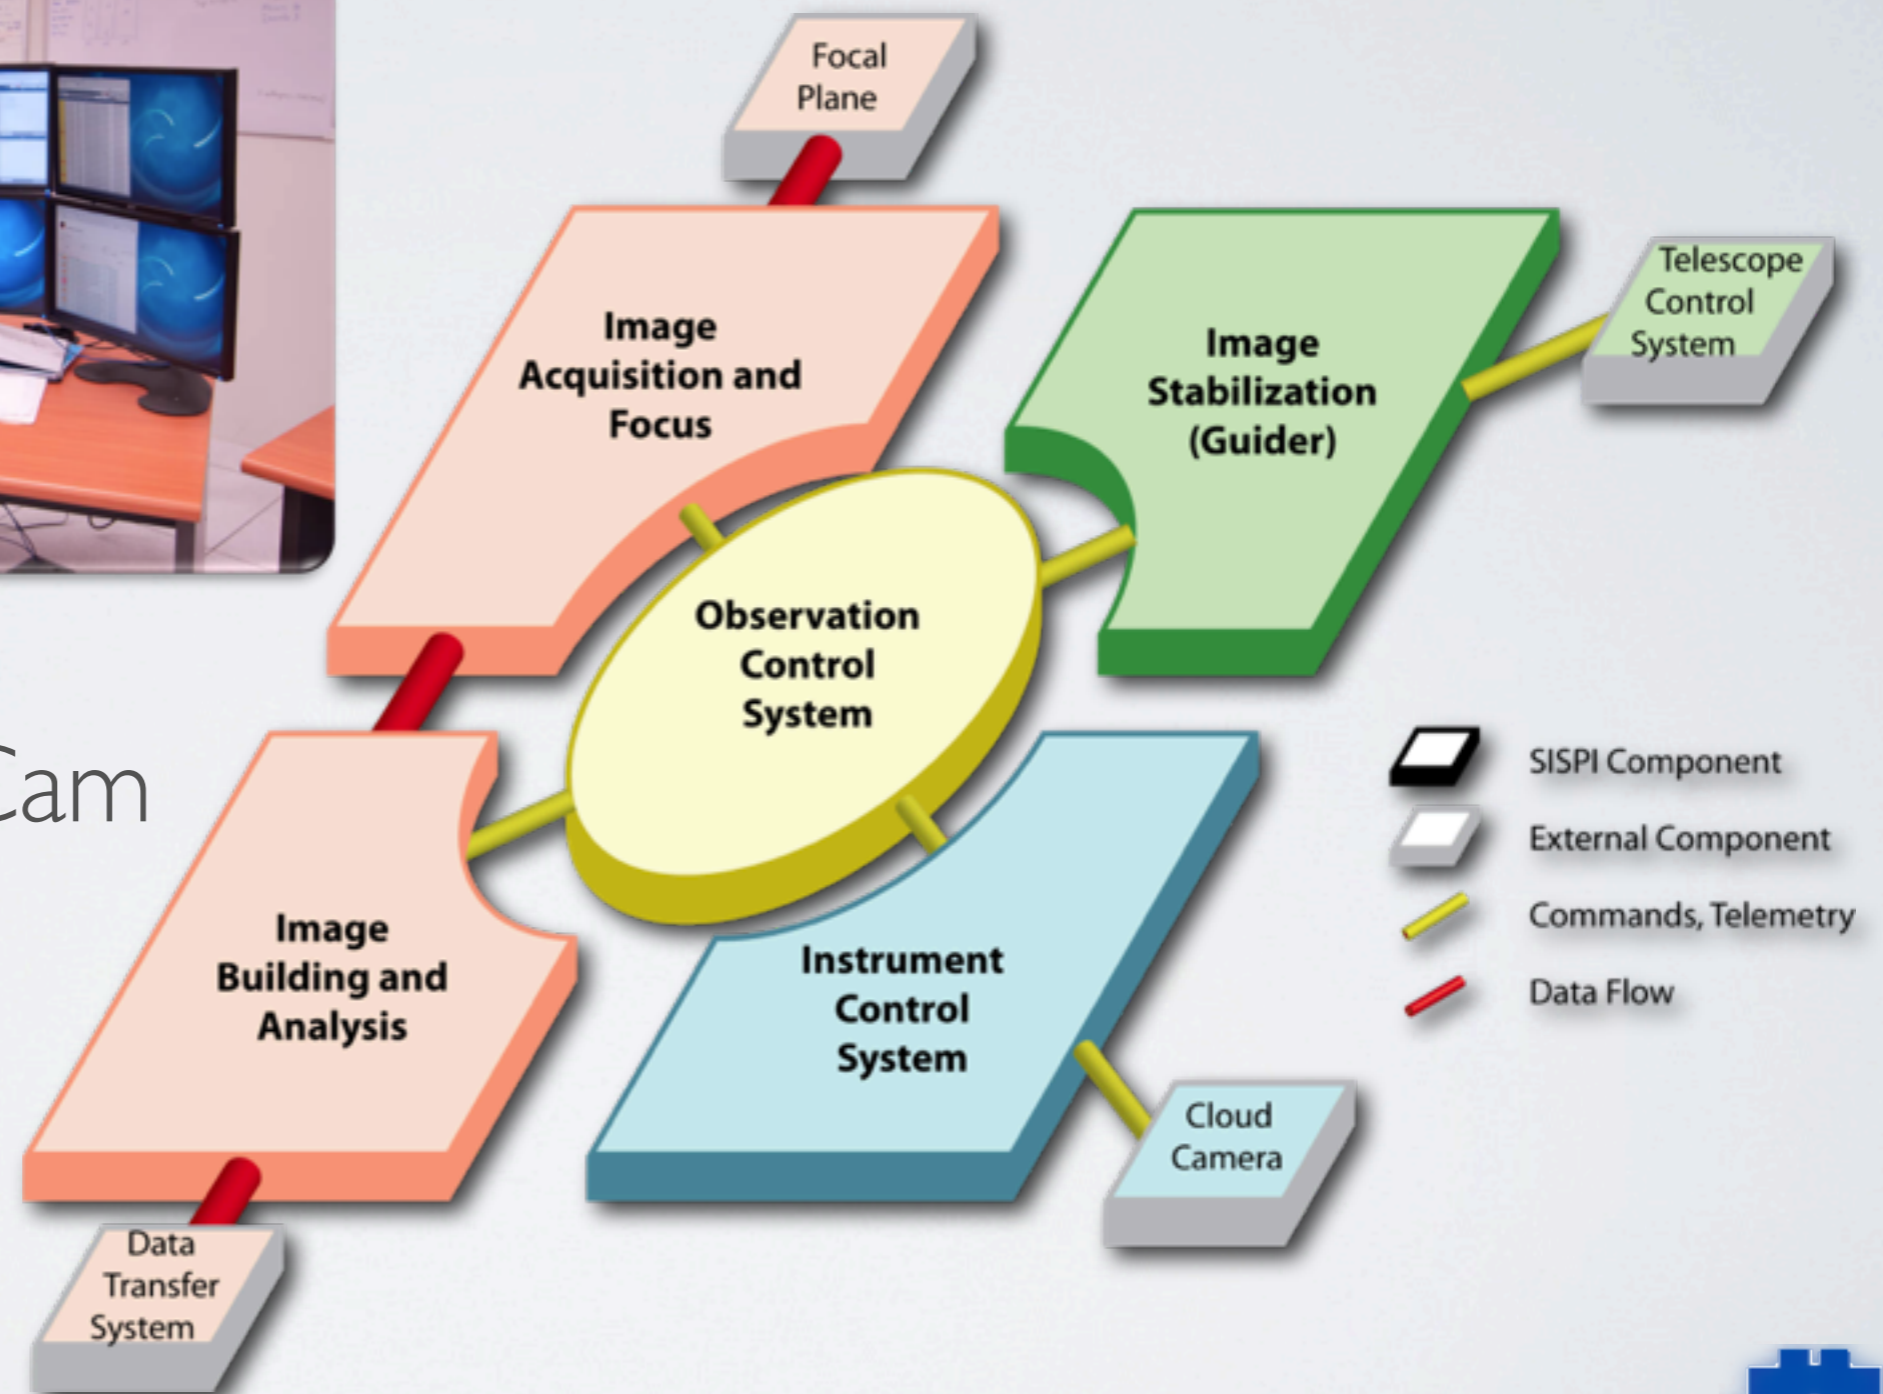 Focal
Plane
Image
Acquisition and
Focus
Image
Stabilization
(Guider)
Telescope
Control
System
Observation
Control
System
Cam
Image
Building and
Analysis
Instrument
Control
System
Cloud
Camera
Data
Transfer
System
SISPI Component
External Component
Commands, Telemetry
Data Flow